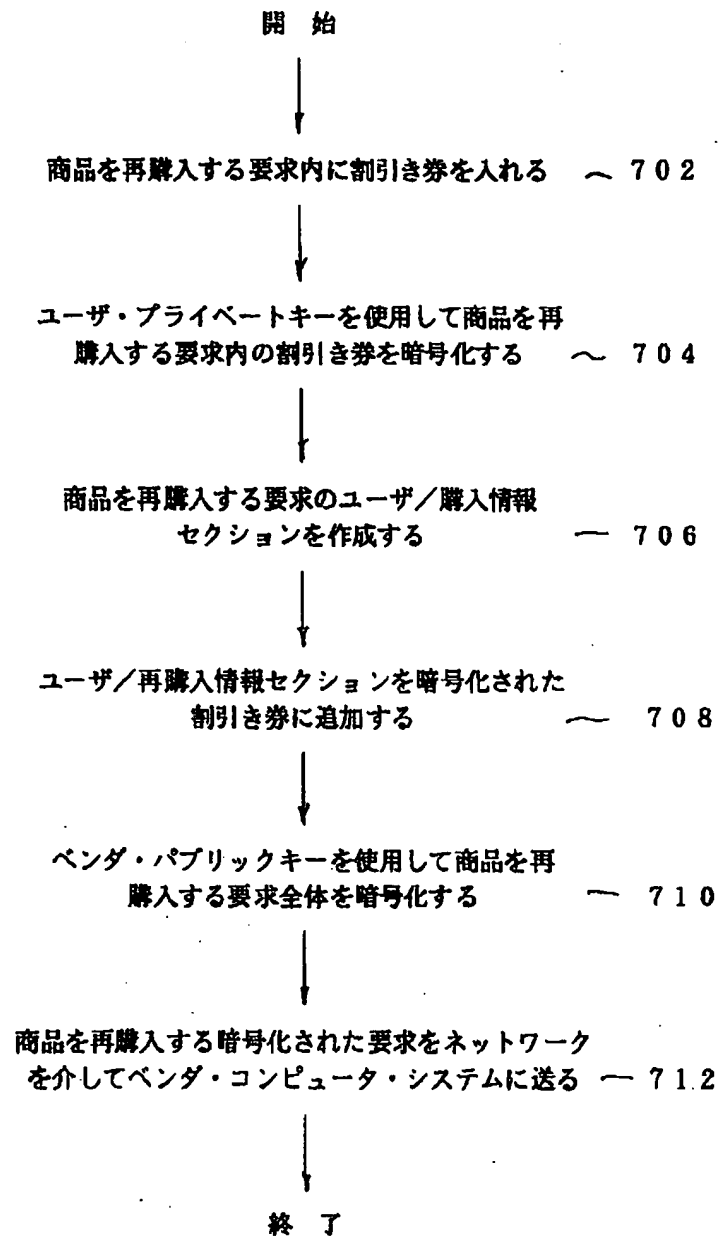 開 始
商品を再購入する要求内に割引き券を入れる 〜 702
ユーザ・プライベートキーを使用して商品を再
購入する要求内の割引き券を暗号化する 〜 704
商品を再購入する要求のユーザ／購入情報
セクションを作成する 〜 706
ユーザ／再購入情報セクションを暗号化された
割引き券に追加する 〜 708
ベンダ・パブリックキーを使用して商品を再
購入する要求全体を暗号化する 〜 710
商品を再購入する暗号化された要求をネットワーク
を介してベンダ・コンピュータ・システムに送る 〜 712
終 了